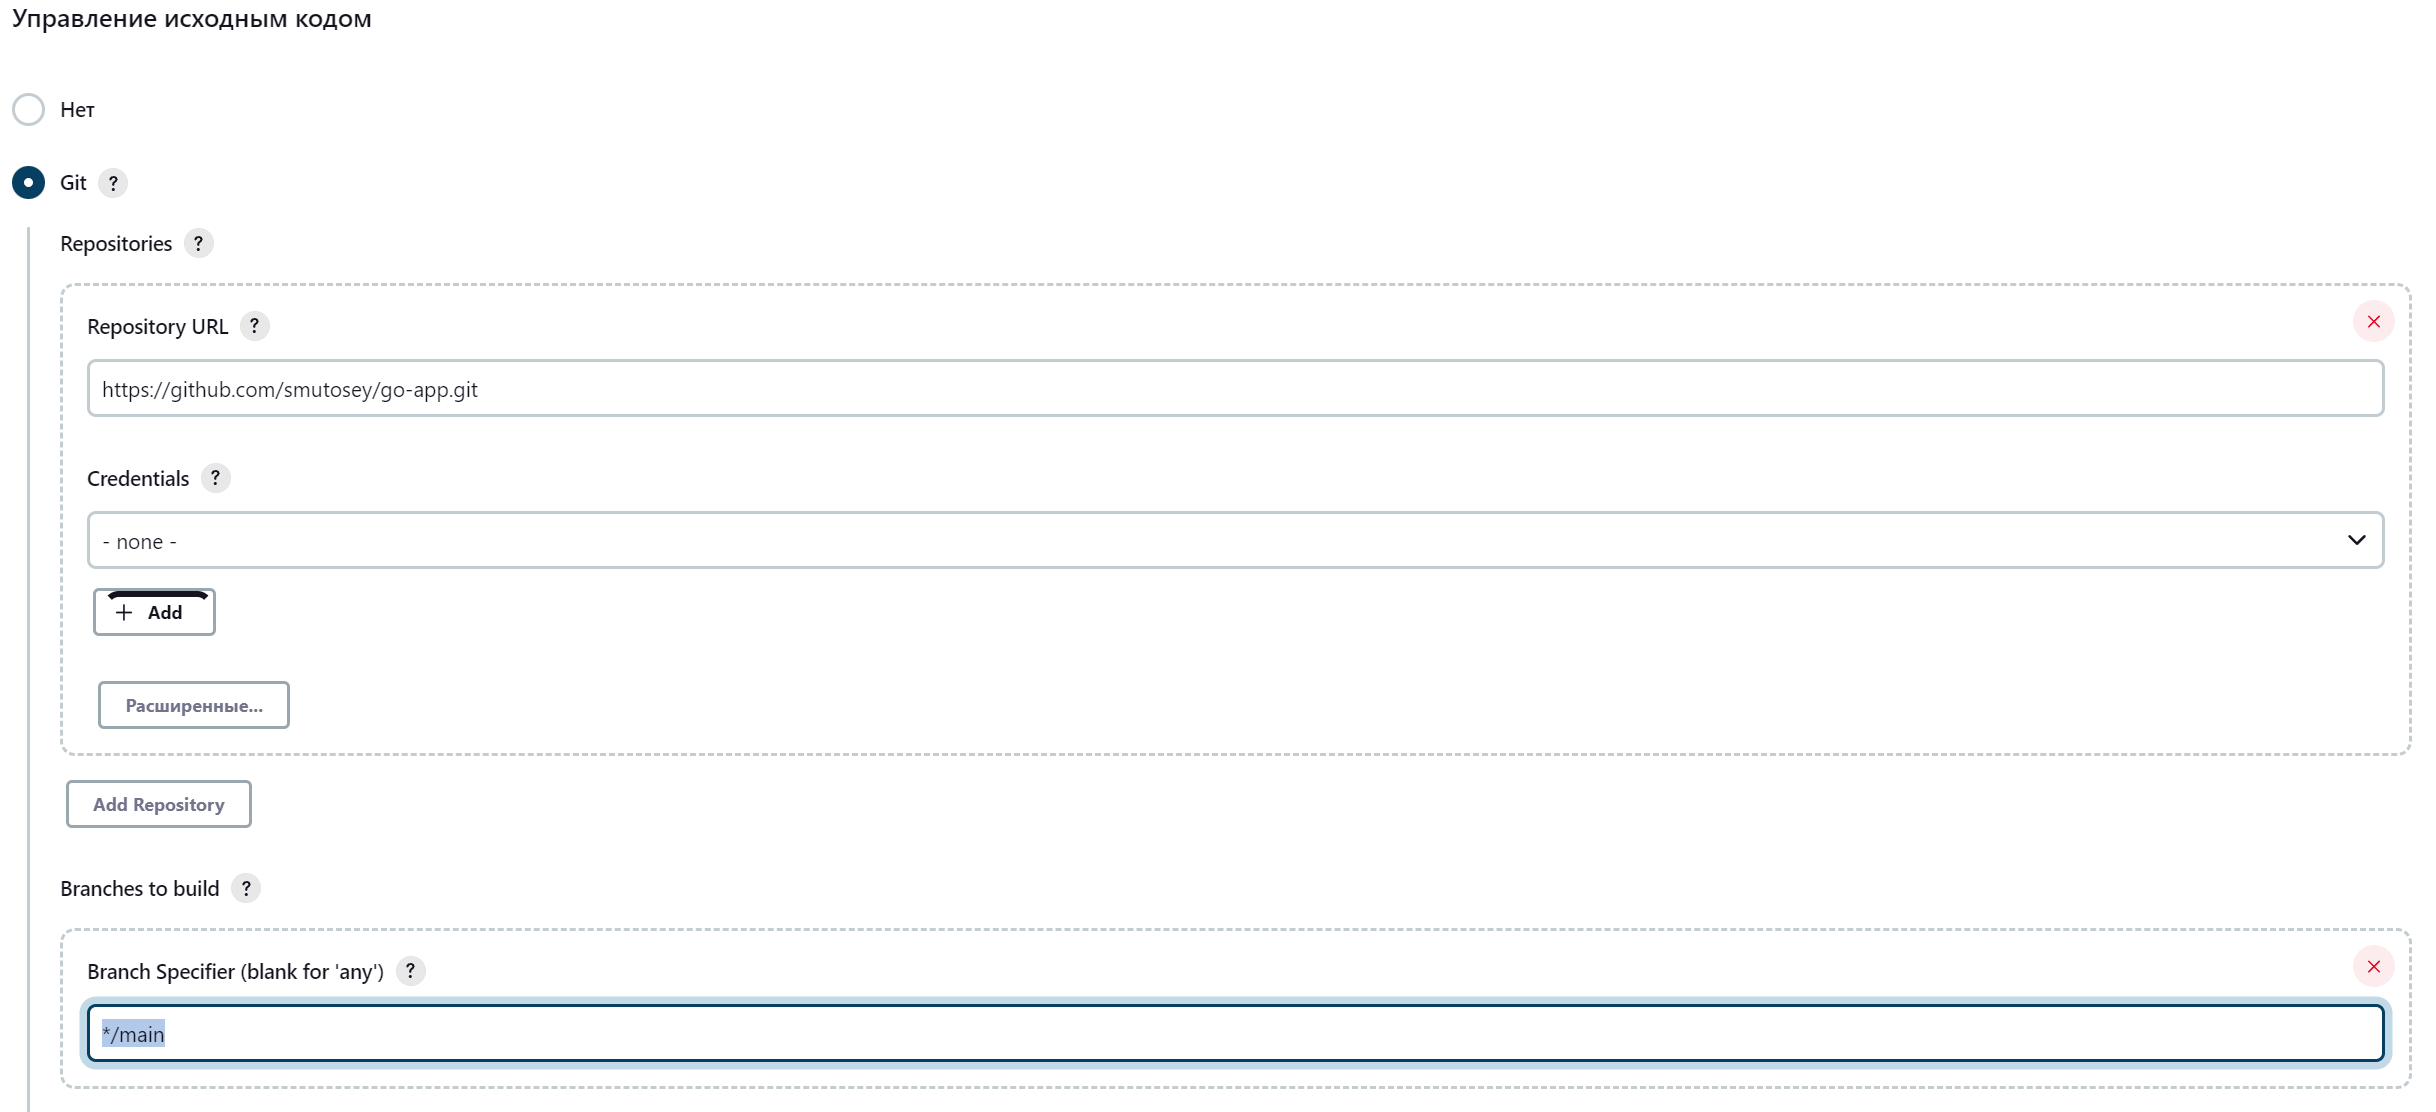 Управление исходным кодом
Нет
Git ?
Repositories ?
Repository URL ?
https://github.com/smutosey/go-app.git
Credentials ?
- none -
+ Add
Расширенные...
Add Repository
Branches to build ?
Branch Specifier (blank for 'any') ?
*/main